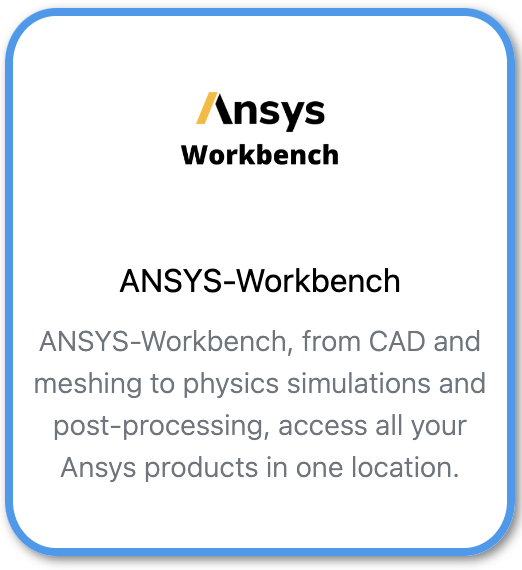 Ansys
Workbench
ANSYS-Workbench
ANSYS-Workbench, from CAD and
meshing to physics simulations and
post-processing, access all your
Ansys products in one location.